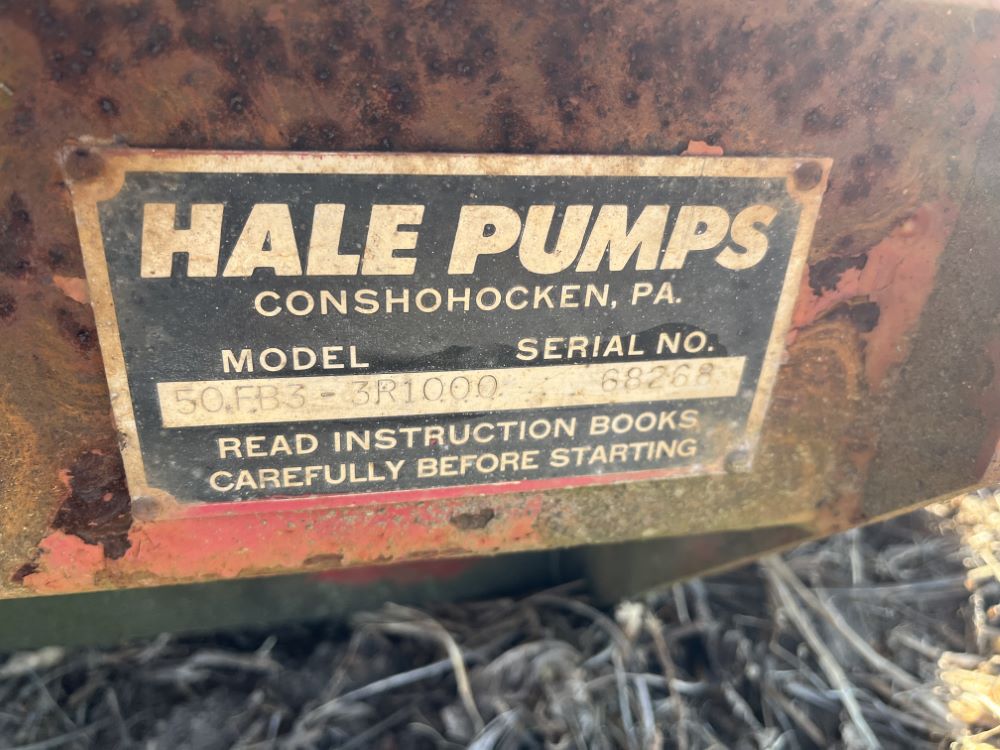 HALE PUMPS
CONSHOHOCKEN, PA.
MODEL SERIAL NO.
50FB3-3R1000 68268
READ INSTRUCTION BOOKS
CAREFULLY BEFORE STARTING